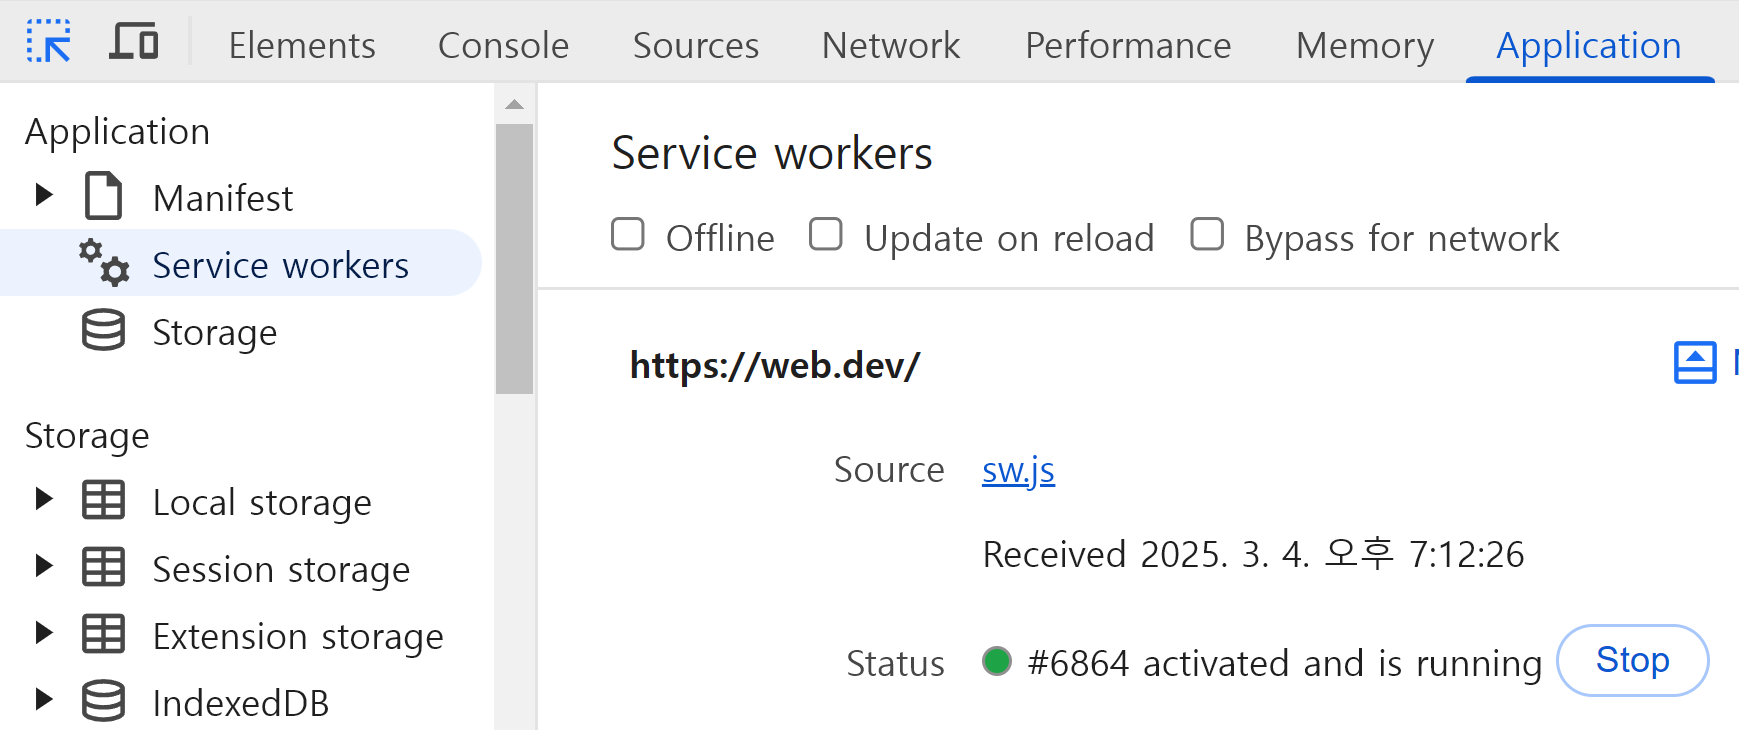 Elements Console Sources Network Performance Memory Application
Application
Manifest
Service workers
Storage
Storage
Local storage
Session storage
Extension storage
IndexedDB
Service workers
Offline Update on reload Bypass for network
https://web.dev/
Source sw.js
Received 2025. 3. 4. 오후 7:12:26
Status #6864 activated and is running Stop